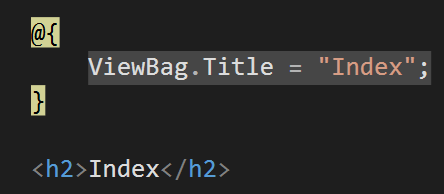 @{
ViewBag.Title = "Index";
}
<h2>Index</h2>